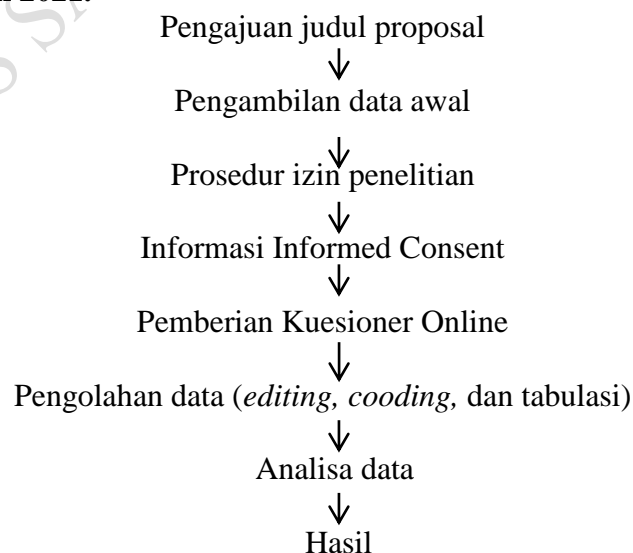 2022.
Pengajuan judul proposal
Pengambilan data awal
Prosedur izin penelitian
Informasi Informed Consent
Pemberian Kuesioner Online
Pengolahan data (editing, cooding, dan tabulasi)
Analisa data
Hasil